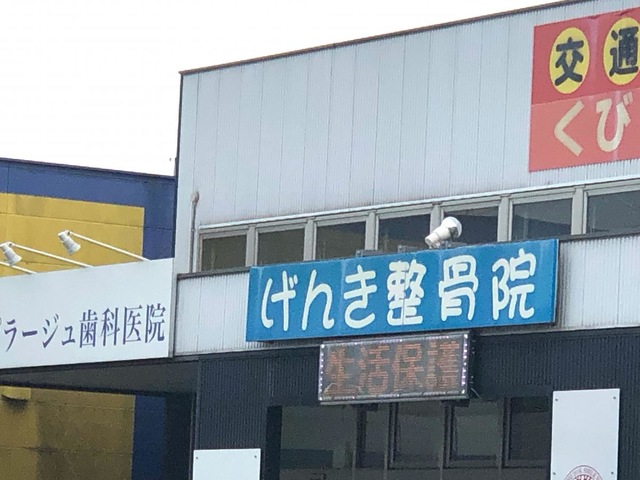 交通
くび
げんき整骨院
生活保護
ラージュ歯科医院